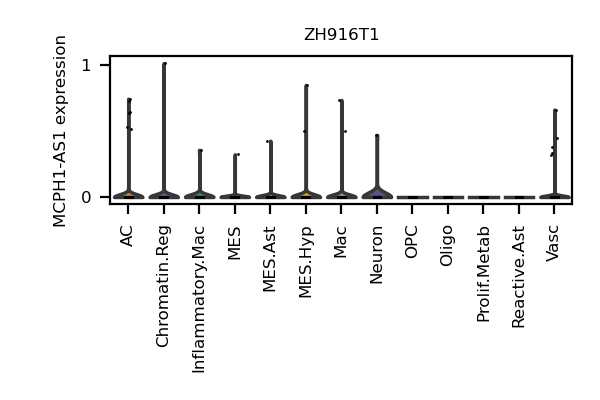 ZH916T1
MCPH1-AS1 expression
1
0
AC
Chromatin.Reg
Inflammatory.Mac
MES
MES.Ast
MES.Hyp
Mac
Neuron
OPC
Oligo
Prolif.Metab
Reactive.Ast
Vasc